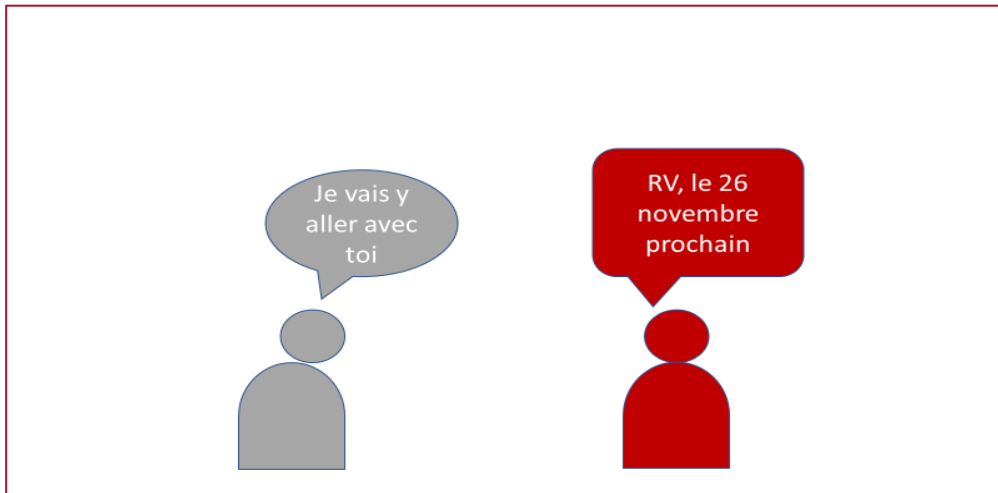 Je vais y
aller avec
toi
RV, le 26
novembre
prochain